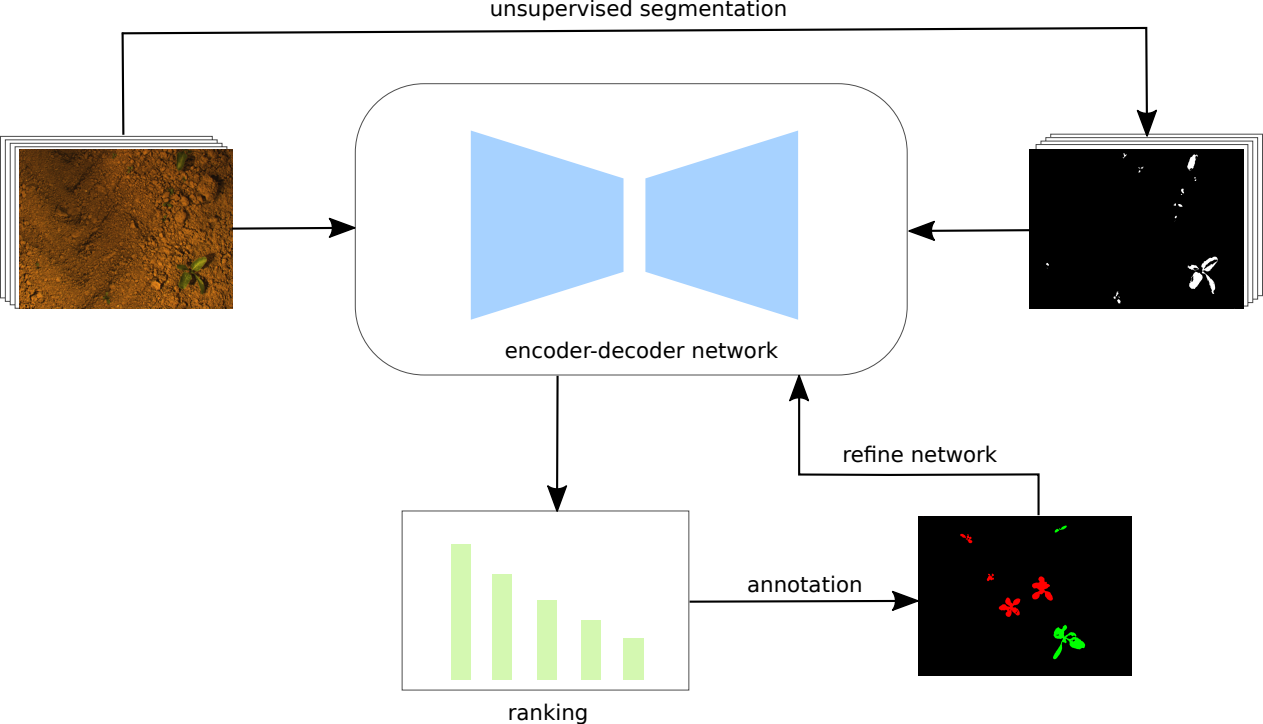 unsupervised segmentation
encoder-decoder network
refine network
annotation
ranking